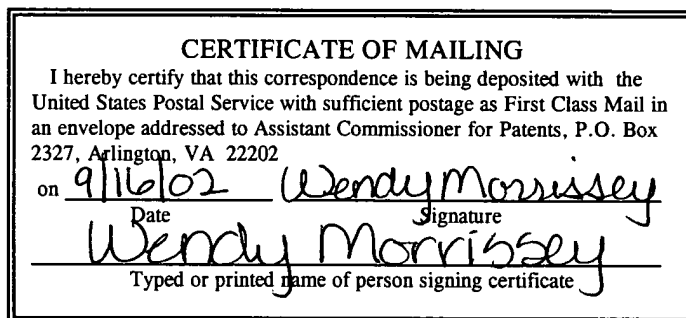 CERTIFICATE OF MAILING
I hereby certify that this correspondence is being deposited with the
United States Postal Service with sufficient postage as First Class Mail in
an envelope addressed to Assistant Commissioner for Patents, P.O. Box
2327, Arlington, VA 22202
on 9/16/02 Wendy Morrissey
Date Signature
Wendy Morrissey
Typed or printed name of person signing certificate